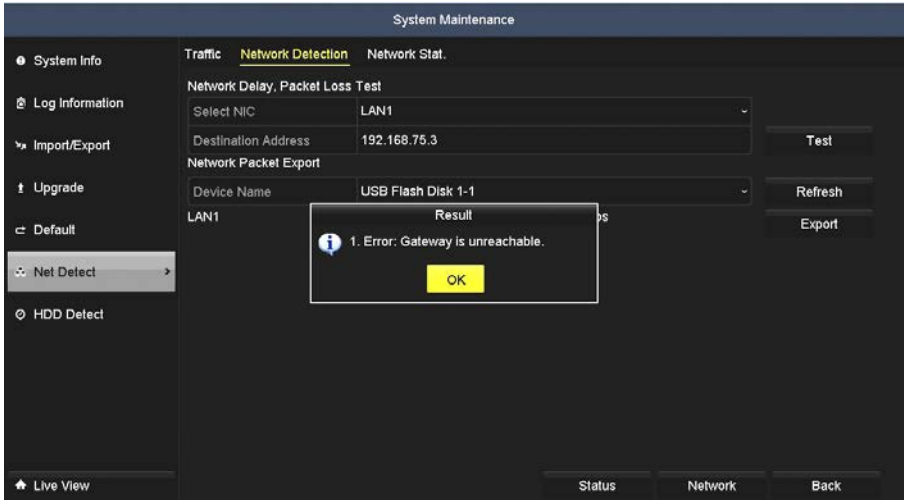 System Maintenance
System Info
Log Information
Import/Export
Upgrade
Default
Net Detect
HDD Detect
Live View
Traffic Network Detection Network Stat.
Network Delay, Packet Loss Test
Select NIC LAN1
Destination Address 192.168.75.3 Test
Network Packet Export
Device Name USB Flash Disk 1-1 Refresh
LAN1 Export
Result
1. Error: Gateway is unreachable.
OK
Status Network Back